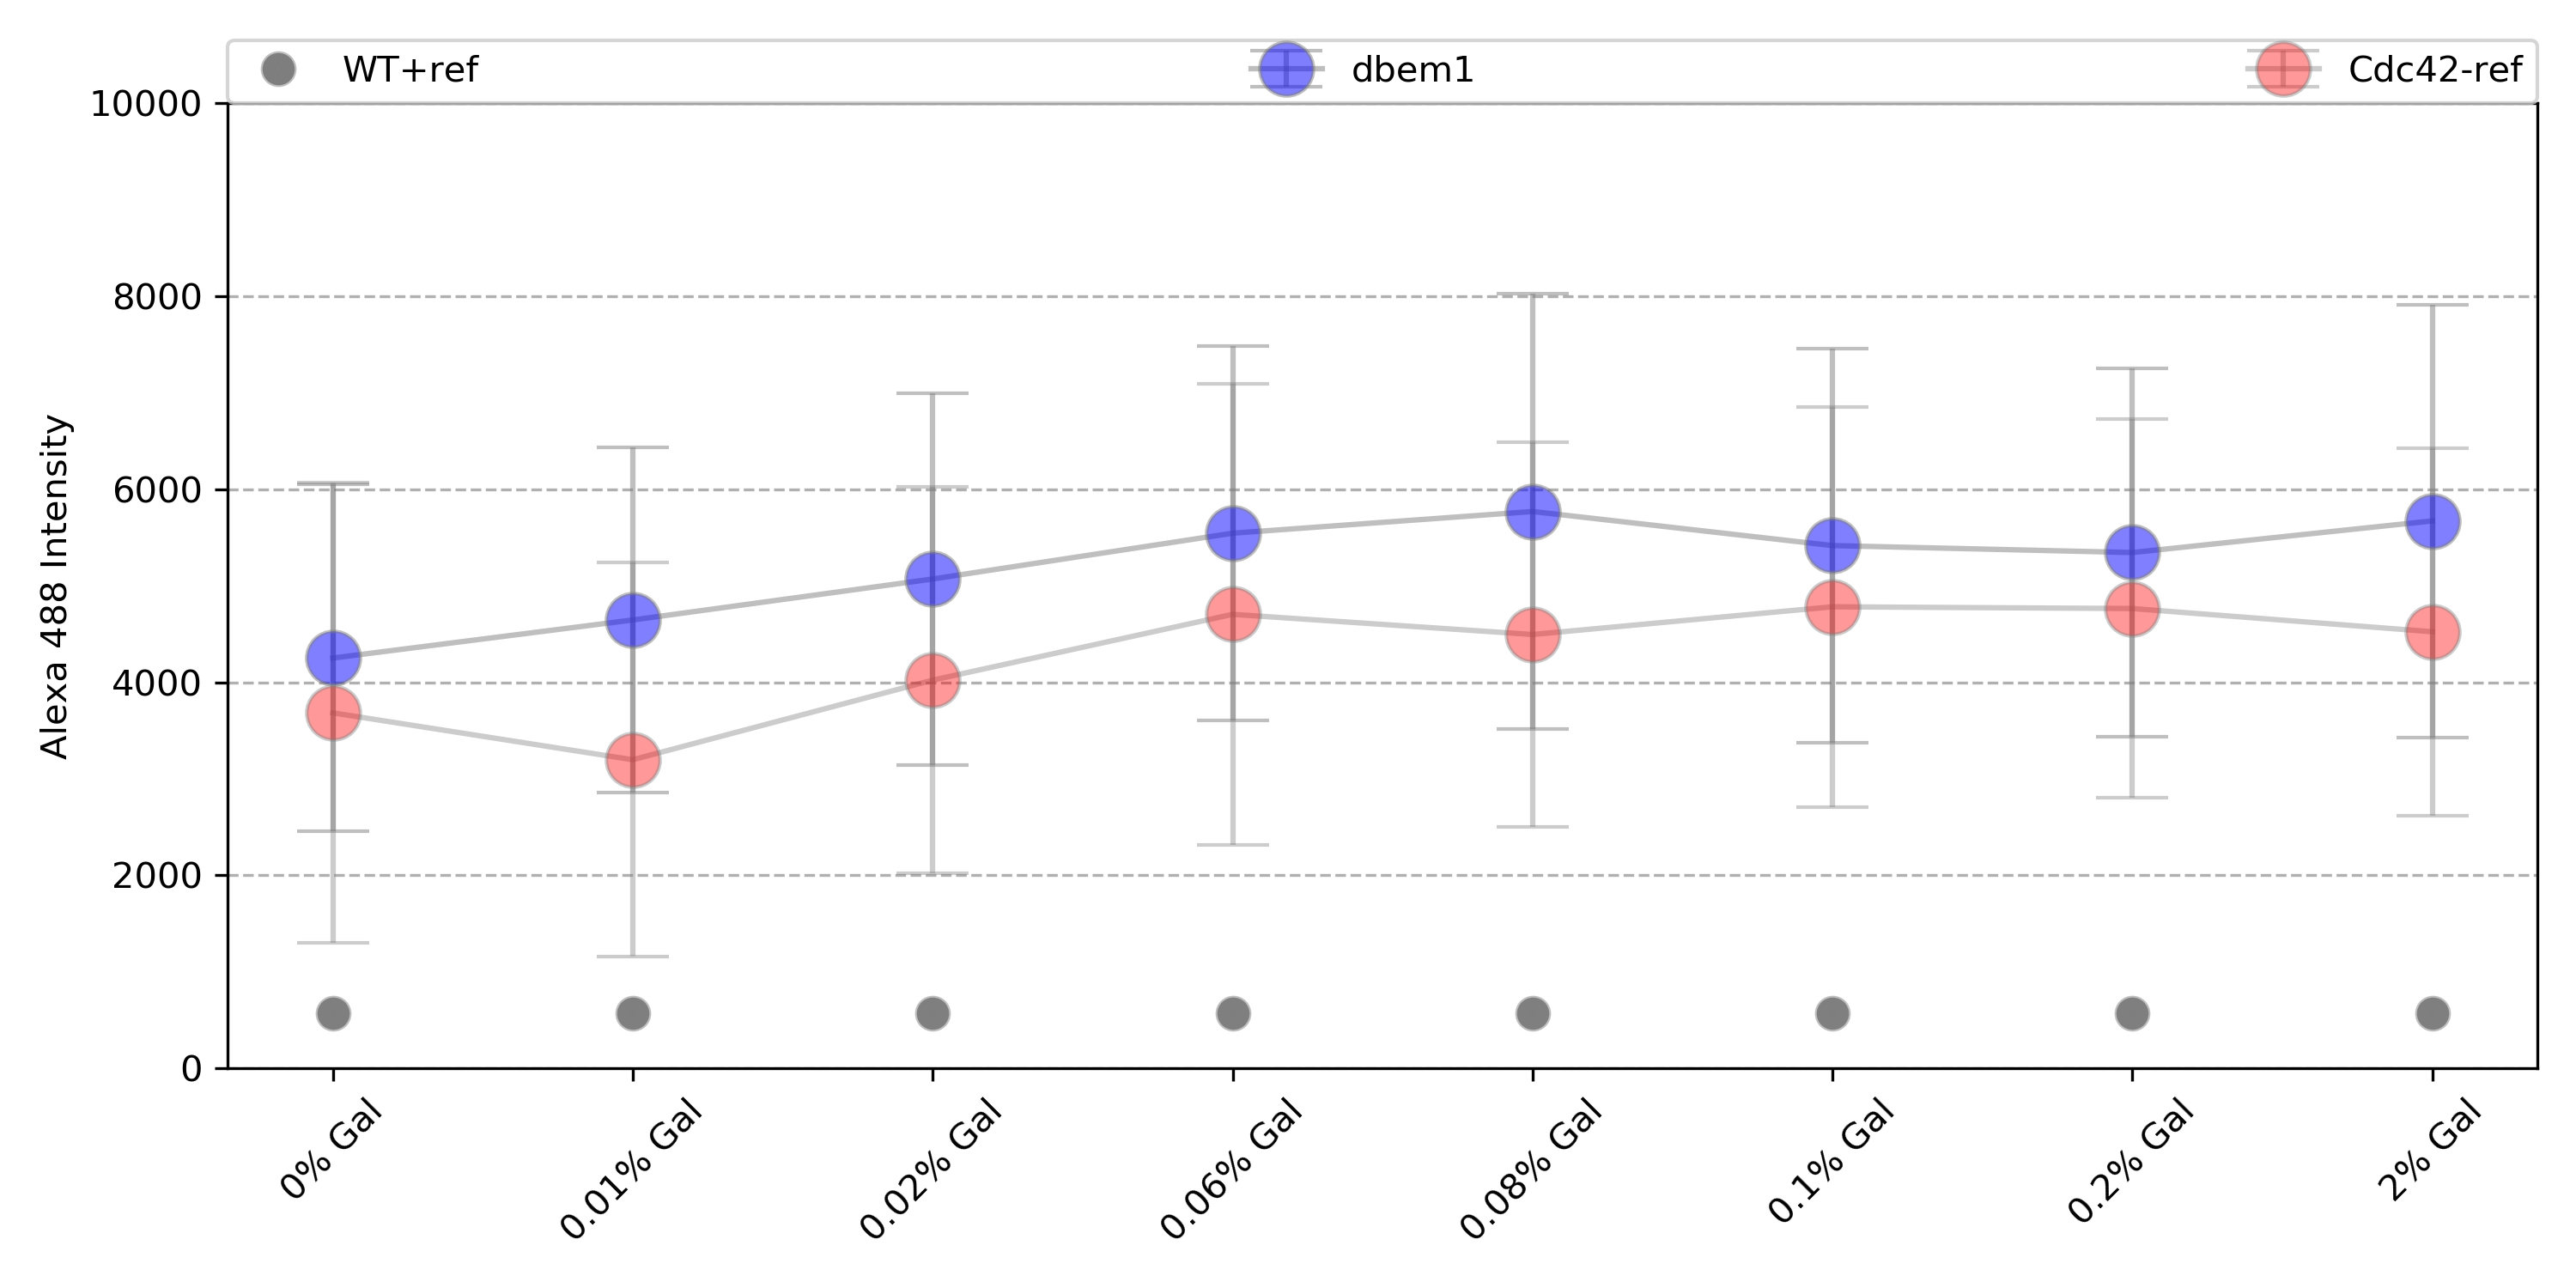 WT+ref dbem1 Cdc42-ref
10000
8000
6000
4000
2000
0
Alexa 488 Intensity
0% Gal 0.01% Gal 0.02% Gal 0.06% Gal 0.08% Gal 0.1% Gal 0.2% Gal 2% Gal